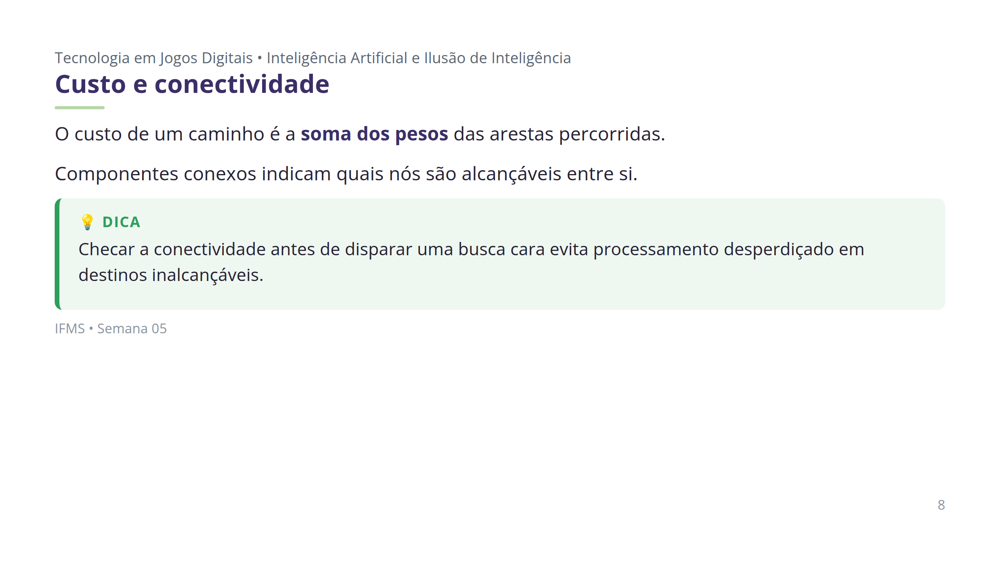 Tecnologia em Jogos Digitais • Inteligência Artificial e Ilusão de Inteligência
Custo e conectividade
O custo de um caminho é a soma dos pesos das arestas percorridas.
Componentes conexos indicam quais nós são alcançáveis entre si.
💡 DICA
Checar a conectividade antes de disparar uma busca cara evita processamento desperdiçado em
destinos inalcançáveis.
IFMS • Semana 05
8